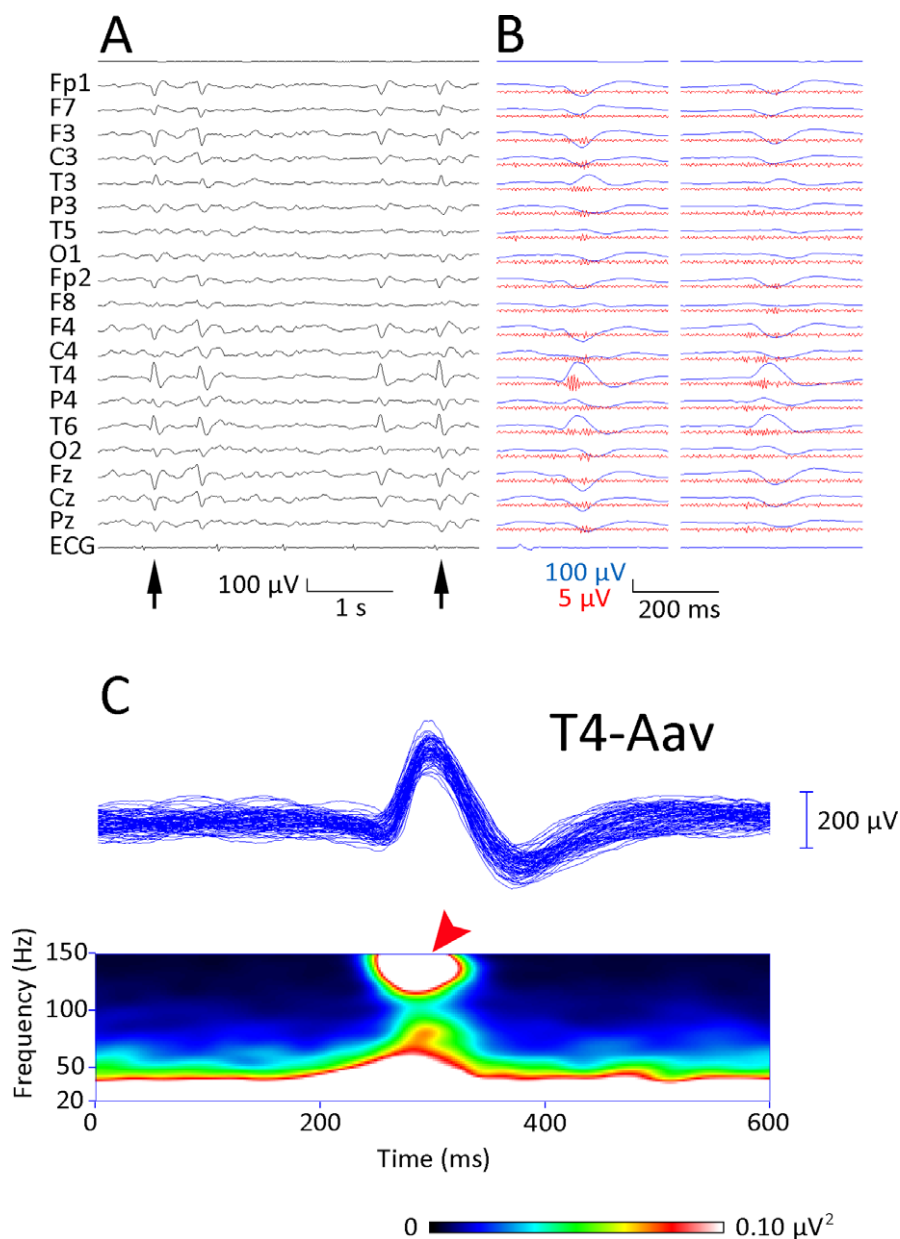 A
B
Fp1
F7
F3
C3
T3
P3
T5
O1
Fp2
F8
F4
C4
T4
P4
T6
O2
Fz
Cz
Pz
ECG
100 µV
1 s
100 µV
5 µV
200 ms
C
T4-Aav
200 µV
Frequency (Hz)
150
100
50
20
0
200
400
600
Time (ms)
0
0.10 µV²